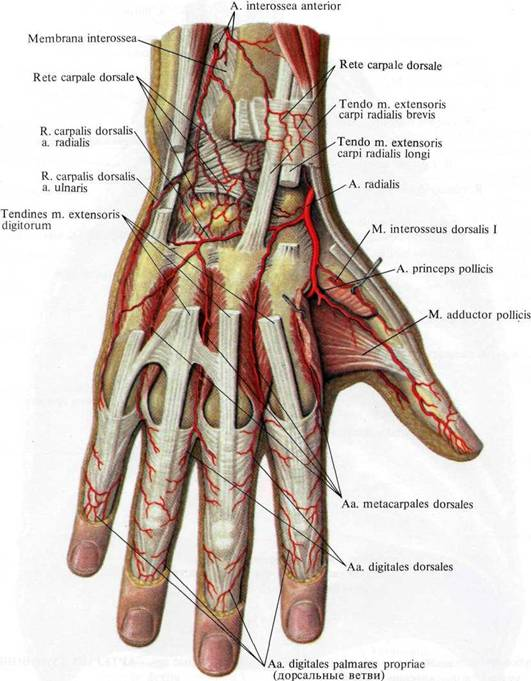 A. interossea anterior
Membrana interossea
Rete carpale dorsale
R. carpalis dorsalis
a. radialis
R. carpalis dorsalis
a. ulnaris
Tendines m. extensoris
digitorum
Rete carpale dorsale
Tendo m. extensoris
carpi radialis brevis
Tendo m. extensoris
carpi radialis longi
A. radialis
M. interosseus dorsalis I
A. princeps pollicis
M. adductor pollicis
Aa. metacarpales dorsales
Aa. digitales dorsales
Aa. digitales palmares propriae
(дорсальные ветви)